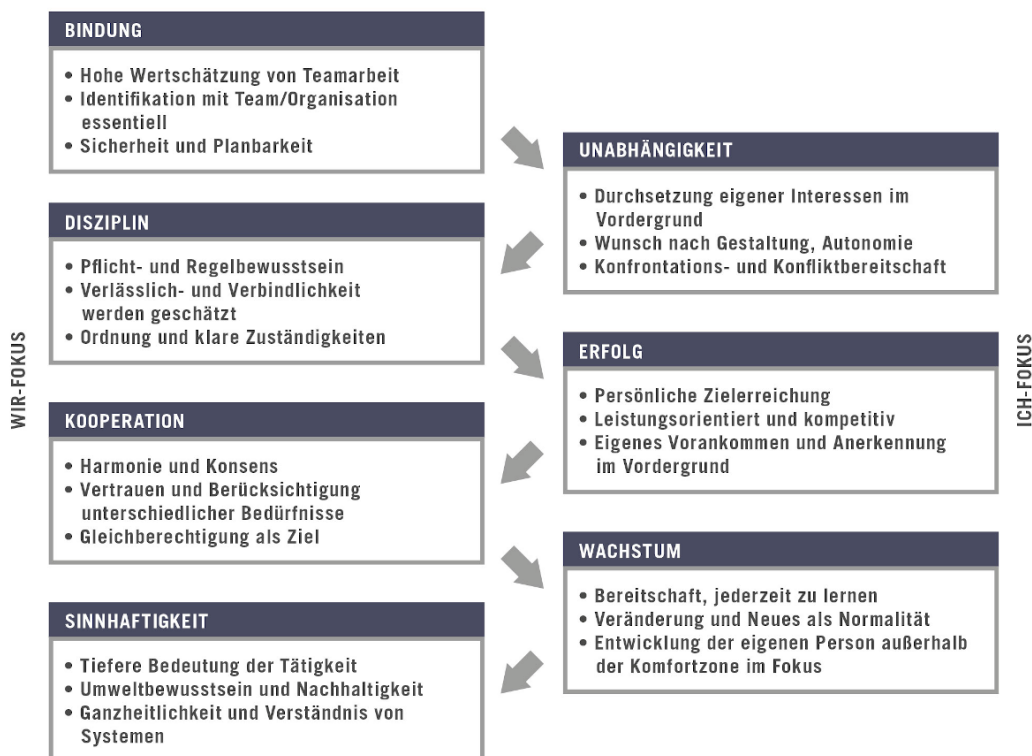 BINDUNG
• Hohe Wertschätzung von Teamarbeit
• Identifikation mit Team/Organisation
essentiell
• Sicherheit und Planbarkeit
UNABHÄNGIGKEIT
• Durchsetzung eigener Interessen im
Vordergrund
• Wunsch nach Gestaltung, Autonomie
• Konfrontations- und Konfliktbereitschaft
DISZIPLIN
• Pflicht- und Regelbewusstsein
• Verlässlich- und Verbindlichkeit
werden geschätzt
• Ordnung und klare Zuständigkeiten
ERFOLG
• Persönliche Zielerreichung
• Leistungsorientiert und kompetitiv
• Eigenes Vorankommen und Anerkennung
im Vordergrund
KOOPERATION
• Harmonie und Konsens
• Vertrauen und Berücksichtigung
unterschiedlicher Bedürfnisse
• Gleichberechtigung als Ziel
WACHSTUM
• Bereitschaft, jederzeit zu lernen
• Veränderung und Neues als Normalität
• Entwicklung der eigenen Person außerhalb
der Komfortzone im Fokus
SINNHAFTIGKEIT
• Tiefere Bedeutung der Tätigkeit
• Umweltbewusstsein und Nachhaltigkeit
• Ganzheitlichkeit und Verständnis von
Systemen
WIR-FOKUS
ICH-FOKUS